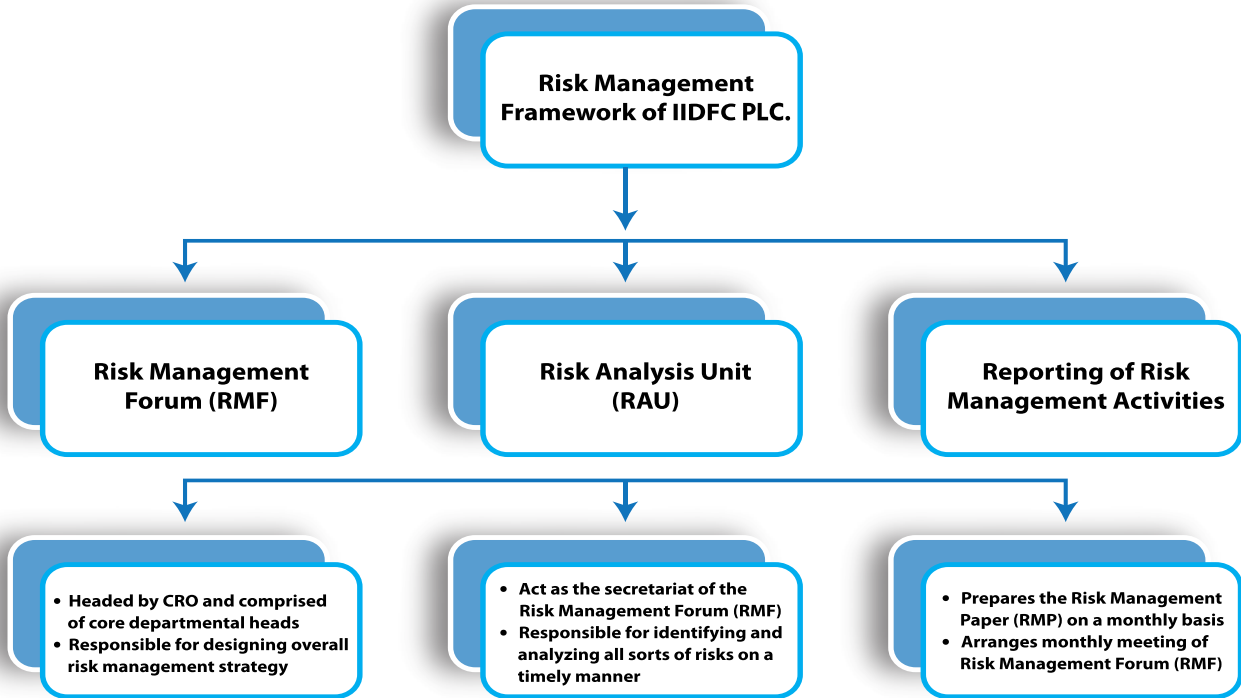 Risk Management
Framework of IIDFC PLC.
Risk Management
Forum (RMF)
Risk Analysis Unit
(RAU)
Reporting of Risk
Management Activities
• Headed by CRO and comprised
of core departmental heads
• Responsible for designing overall
risk management strategy
• Act as the secretariat of the
Risk Management Forum (RMF)
• Responsible for identifying and
analyzing all sorts of risks on a
timely manner
• Prepares the Risk Management
Paper (RMP) on a monthly basis
• Arranges monthly meeting of
Risk Management Forum (RMF)